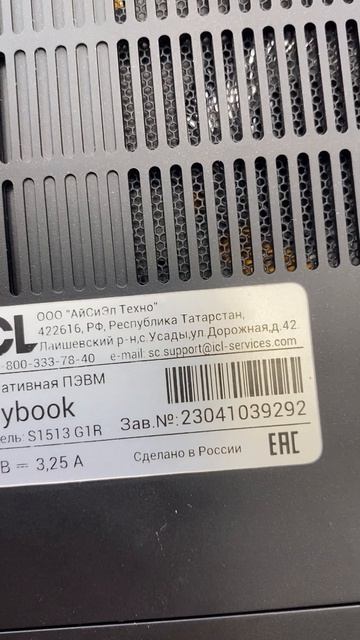 CL
ООО "АйСиЭл Техно"
422616, РФ, Республика Татарстан,
Лаишевский р-н,с.Усады,ул.Дорожная,д.42
800-333-78-40 e-mail: sc.support@icl-services.com
ативная ПЭВМ
ybook
Зав.№:23041039292
ель: S1513 G1R
В = 3,25 А
Сделано в России
ЕАС